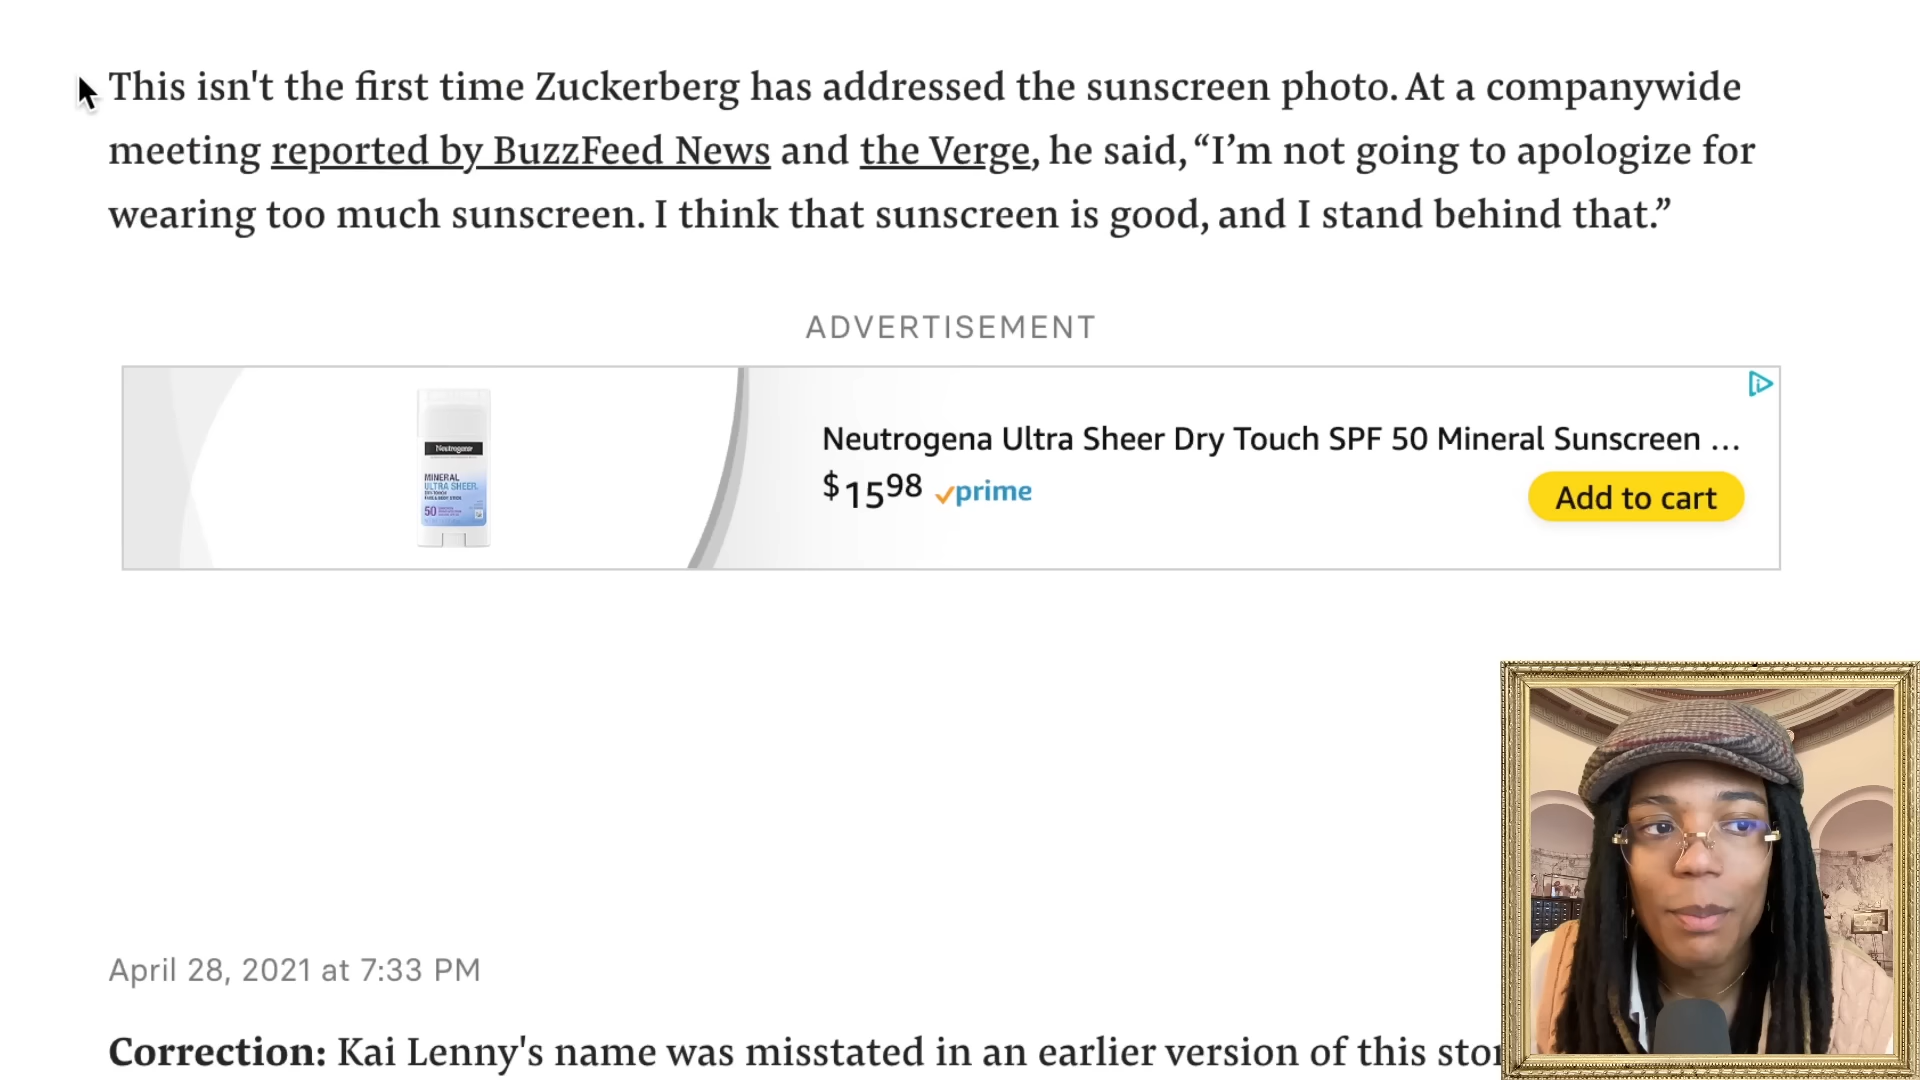 This isn't the first time Zuckerberg has addressed the sunscreen photo. At a companywide
meeting reported by BuzzFeed News and the Verge, he said, “I’m not going to apologize for
wearing too much sunscreen. I think that sunscreen is good, and I stand behind that.”
ADVERTISEMENT
Neutrogena
MINERAL
ULTRA SHEER
50
Neutrogena Ultra Sheer Dry Touch SPF 50 Mineral Sunscreen ...
$15 98 prime
Add to cart
April 28, 2021 at 7:33 PM
Correction: Kai Lenny's name was misstated in an earlier version of this stor